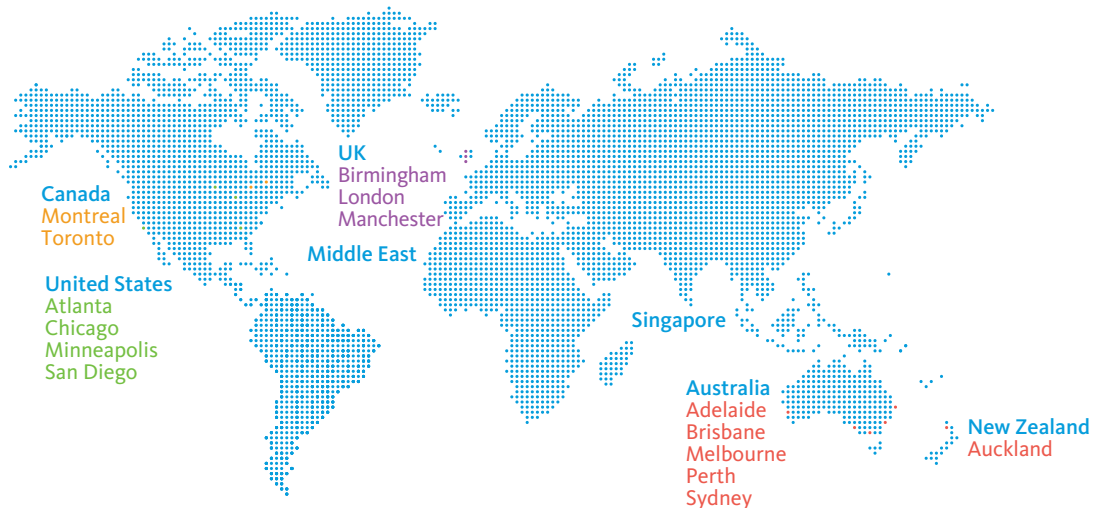 UK
Birmingham
London
Manchester
Canada
Montreal
Toronto
Middle East
United States
Atlanta
Chicago
Minneapolis
San Diego
Singapore
Australia
Adelaide
Brisbane
Melbourne
Perth
Sydney
New Zealand
Auckland